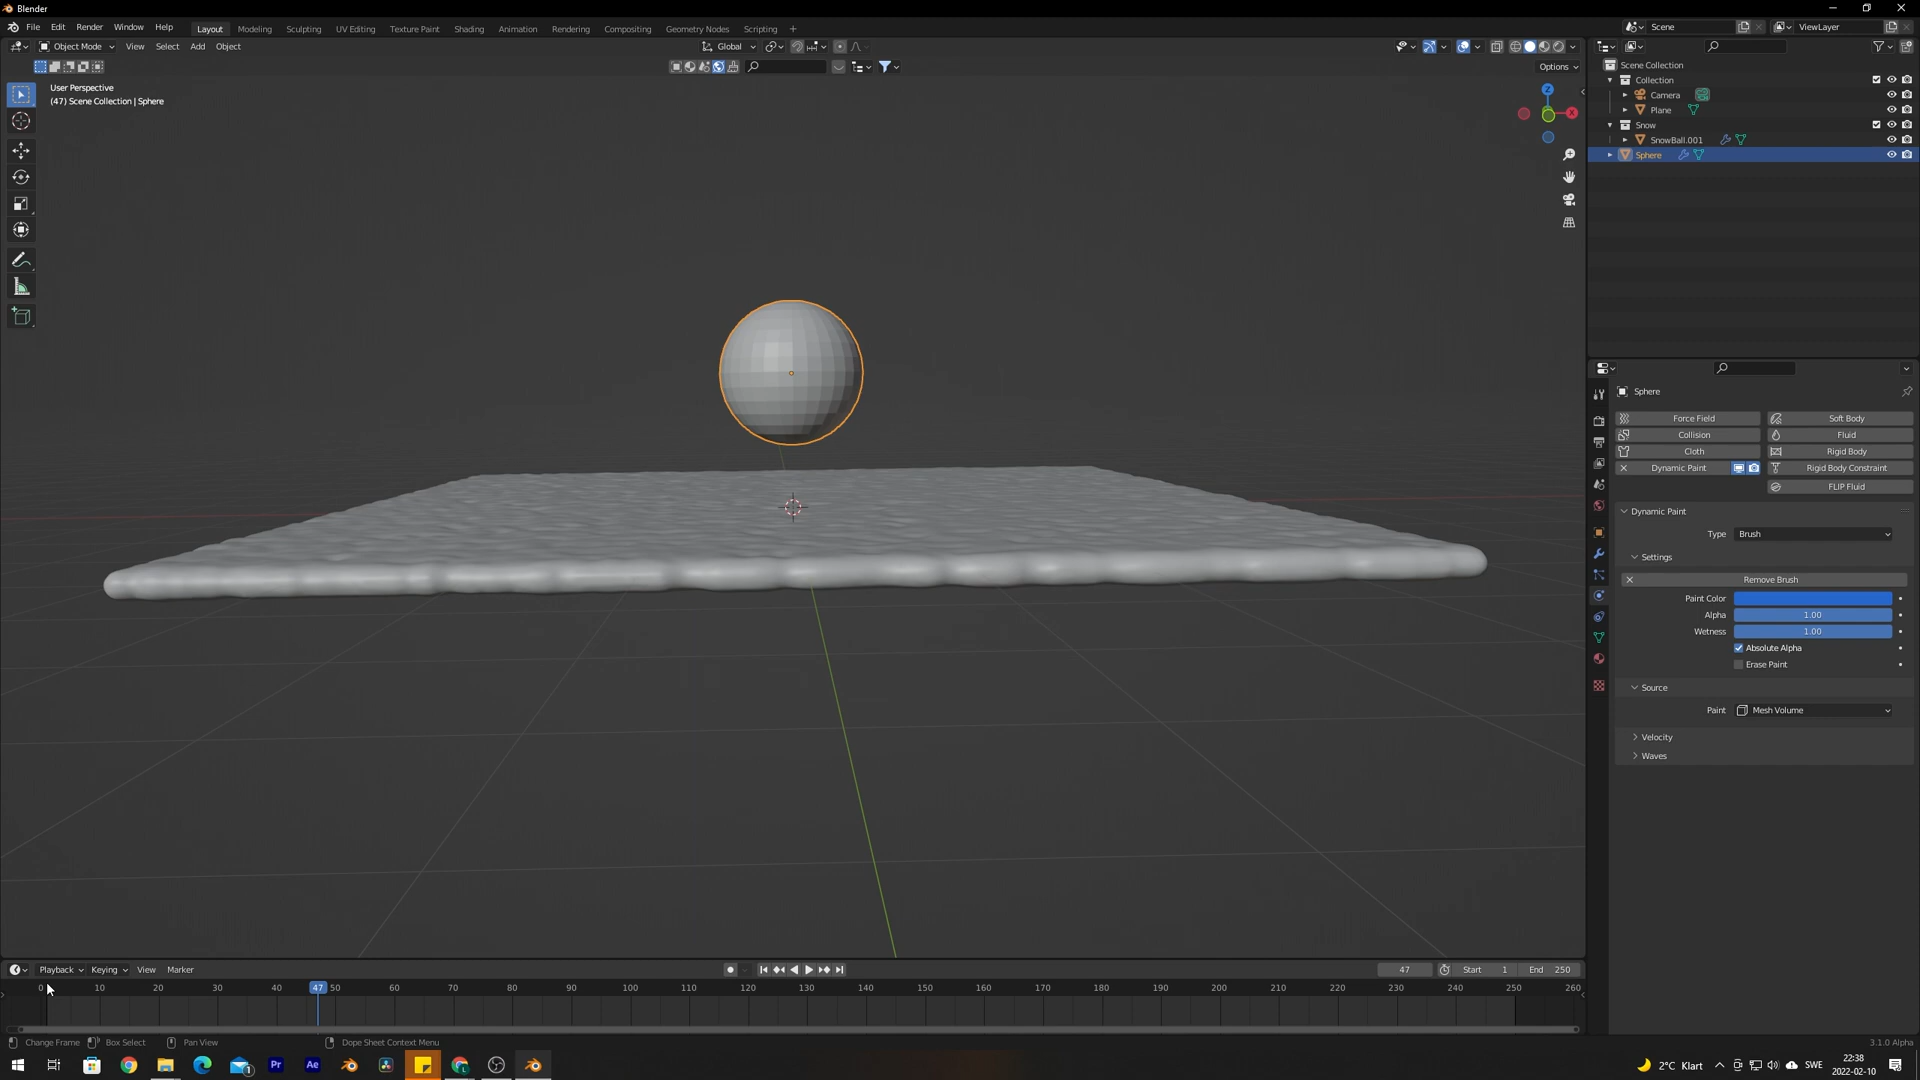 Blender
File Edit Render Window Help
Layout Modeling Sculpting UV Editing Texture Paint Shading Animation Rendering Compositing Geometry Nodes Scripting +
Scene
ViewLayer
Object Mode View Select Add Object
Global
Options
User Perspective
(47) Scene Collection | Sphere
Z
X
Scene Collection
Collection
Camera
Plane
Snow
SnowBall.001
Sphere
Sphere
Force Field
Soft Body
Collision
Fluid
Cloth
Rigid Body
Dynamic Paint
Rigid Body Constraint
FLIP Fluid
Dynamic Paint
Type Brush
Settings
Remove Brush
Paint Color
Alpha 1.00
Wetness 1.00
Absolute Alpha
Erase Paint
Source
Paint Mesh Volume
Velocity
Waves
Playback Keying View Marker
47 Start 1 End 250
0 10 20 30 40 47 50 60 70 80 90 100 110 120 130 140 150 160 170 180 190 200 210 220 230 240 250 260
Change Frame Box Select Pan View Dope Sheet Context Menu
3.1.0 Alpha
1
Pr
Ae
2°C Klart
SWE
22:38
2022-02-10